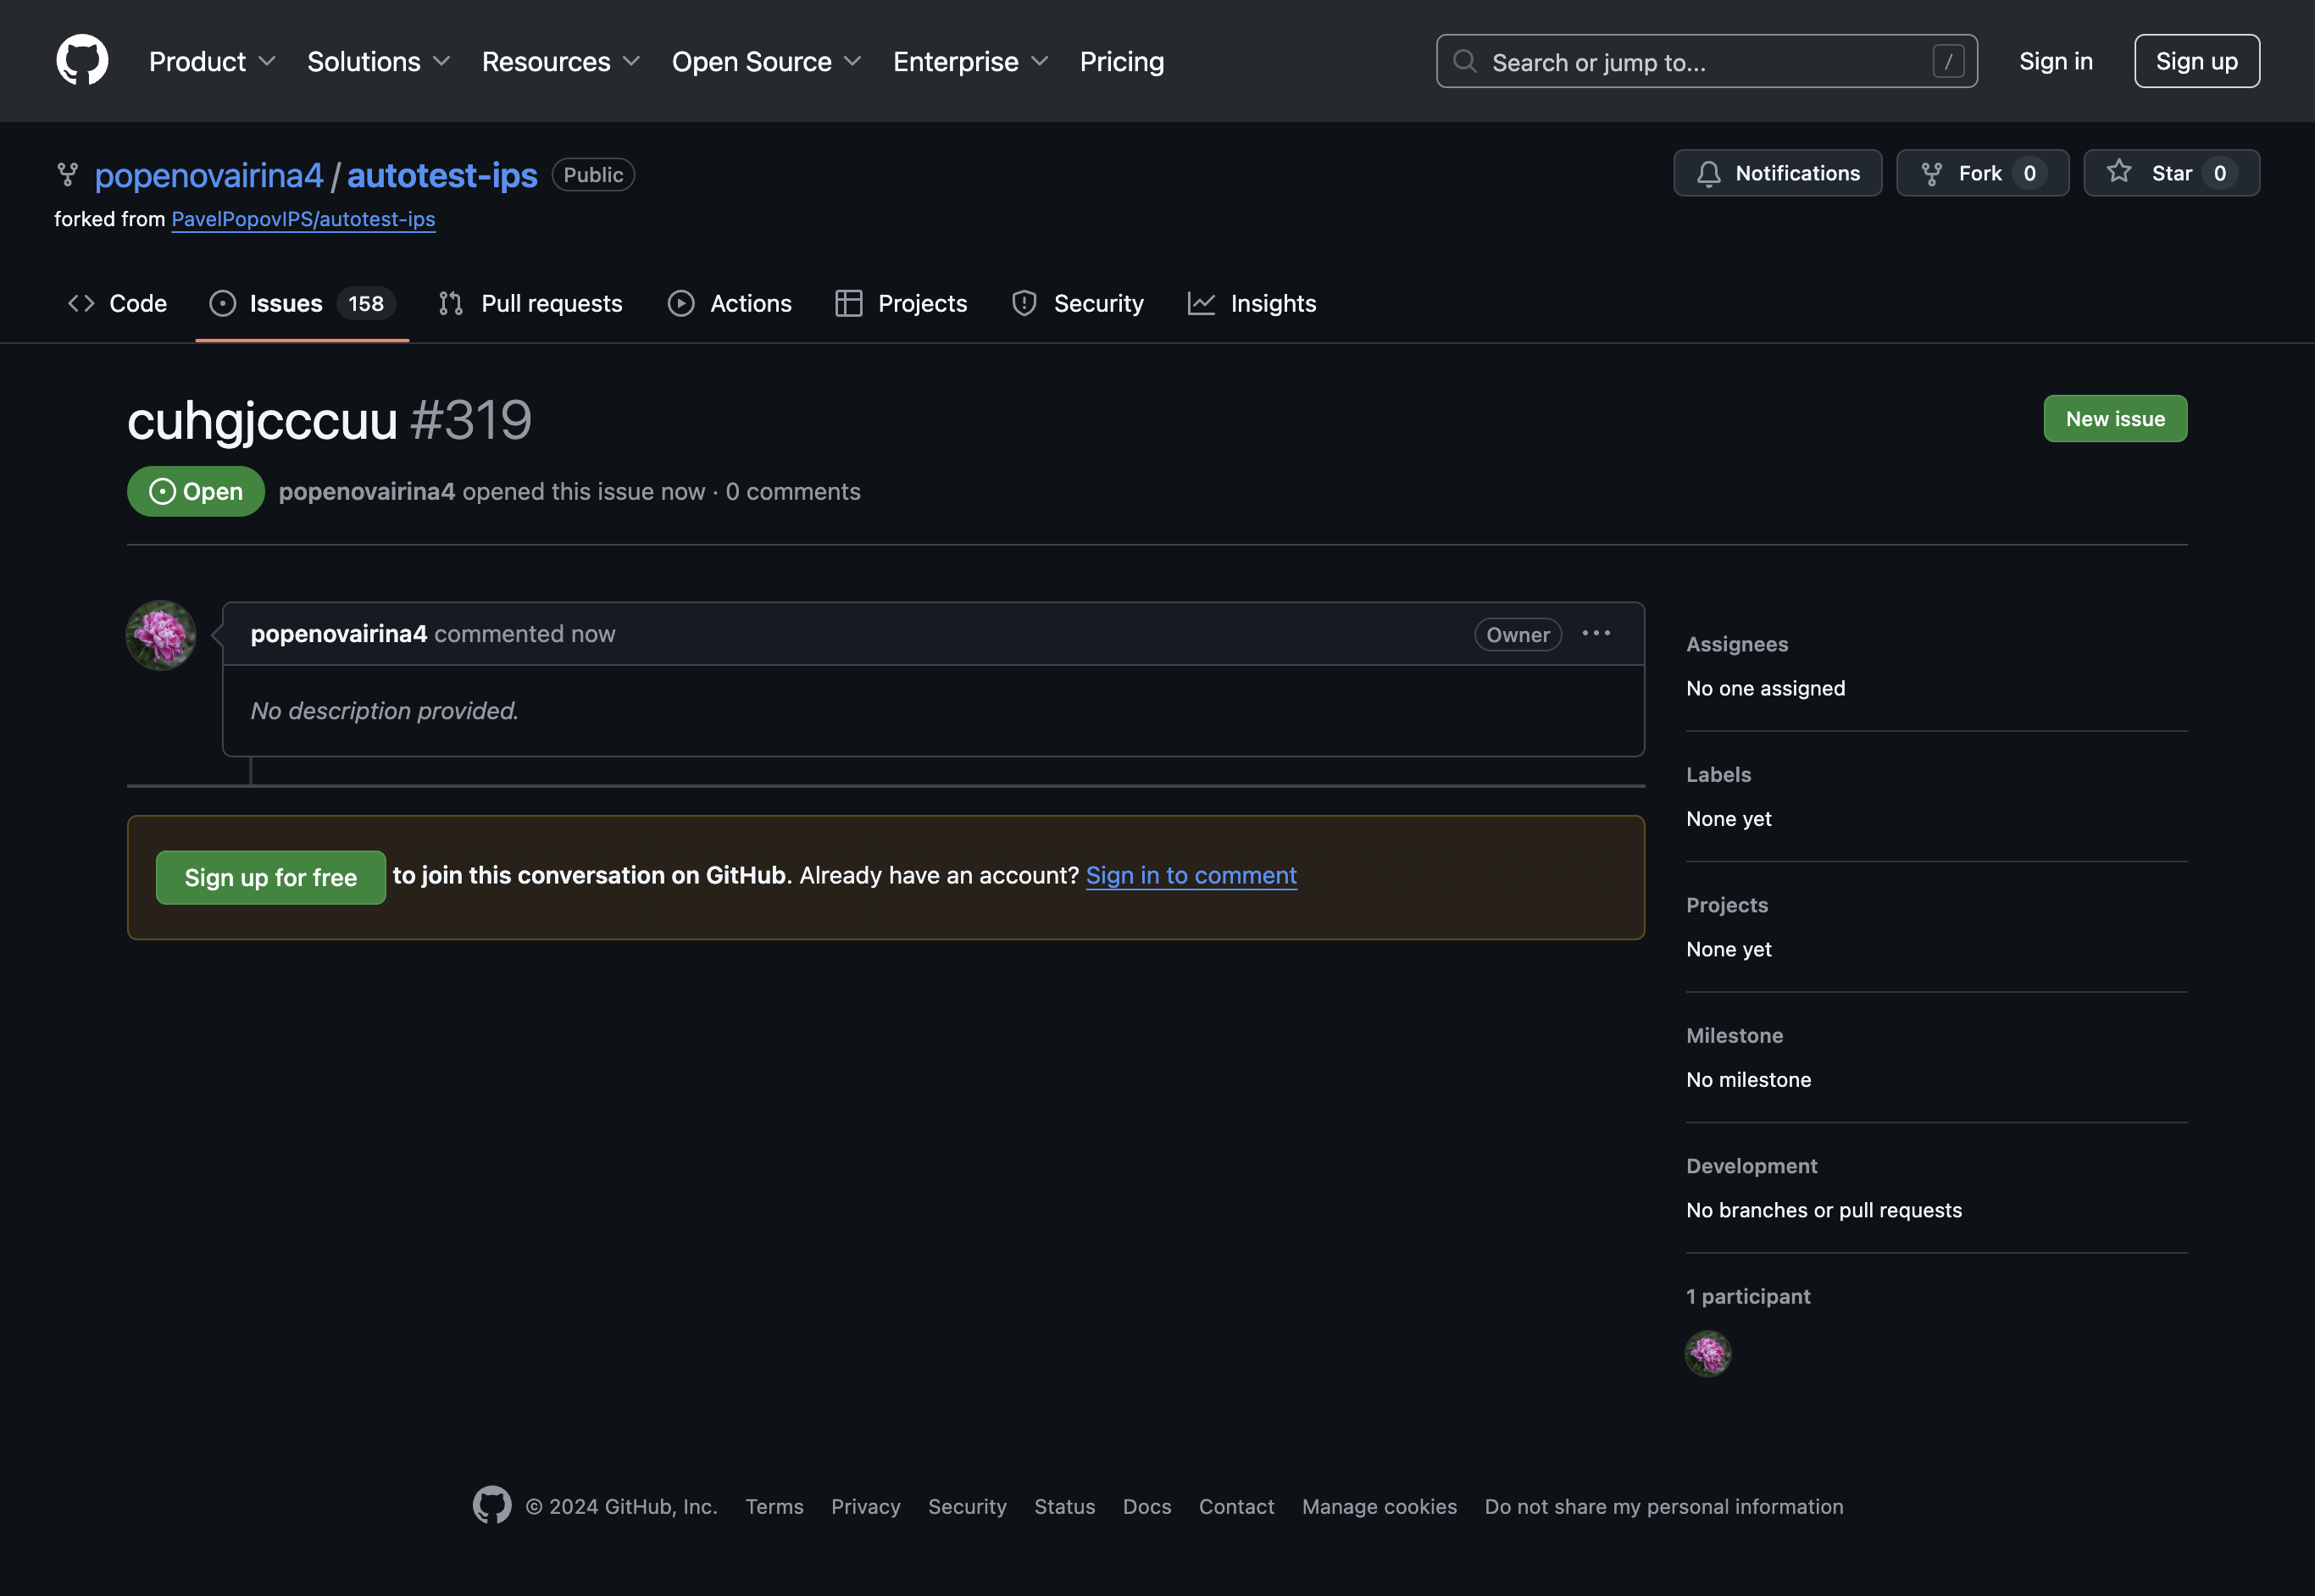 Product Solutions Resources Open Source Enterprise Pricing Search or jump to... / Sign in Sign up
popenovairina4 / autotest-ips Public Notifications Fork 0 Star 0
forked from PavelPopovIPS/autotest-ips
Code Issues 158 Pull requests Actions Projects Security Insights
cuhgjcccuu #319 New issue
Open popenovairina4 opened this issue now · 0 comments
popenovairina4 commented now Owner ...
No description provided.
Sign up for free to join this conversation on GitHub. Already have an account? Sign in to comment
Assignees
No one assigned
Labels
None yet
Projects
None yet
Milestone
No milestone
Development
No branches or pull requests
1 participant
© 2024 GitHub, Inc. Terms Privacy Security Status Docs Contact Manage cookies Do not share my personal information